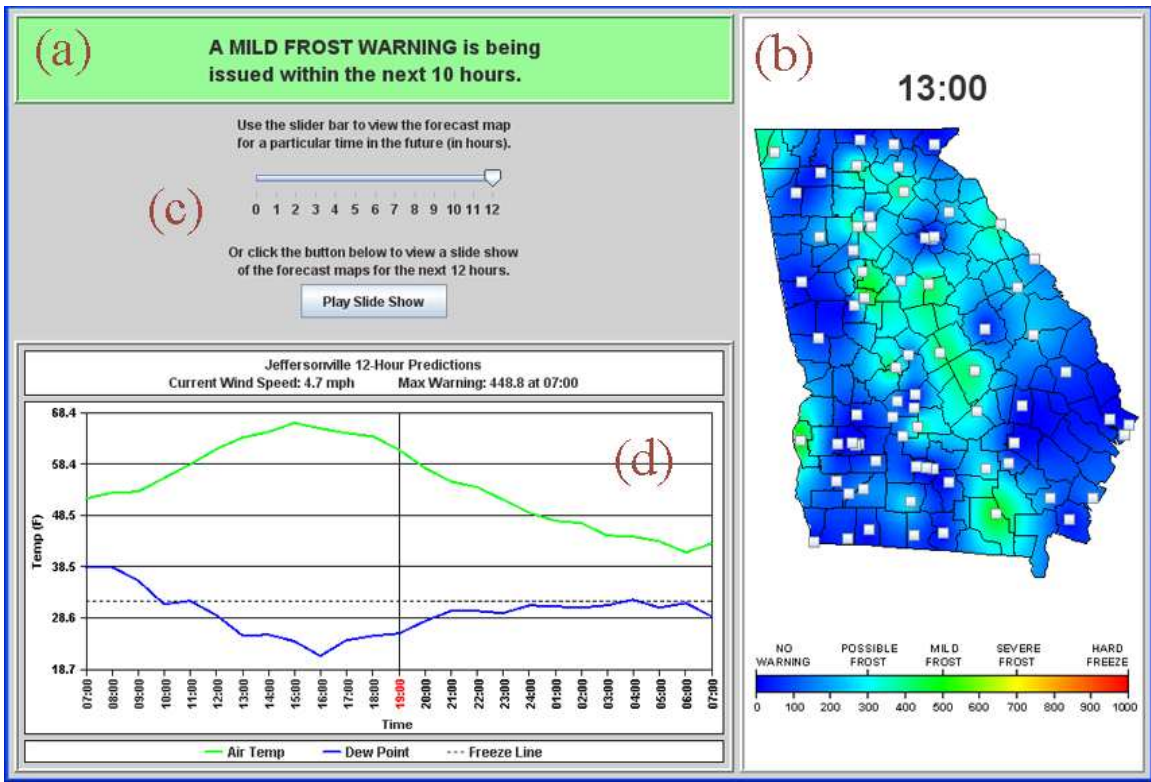 (a)
A MILD FROST WARNING is being
issued within the next 10 hours.
Use the slider bar to view the forecast map
for a particular time in the future (in hours).
(c)
0 1 2 3 4 5 6 7 8 9 10 11 12
Or click the button below to view a slide show
of the forecast maps for the next 12 hours.
Play Slide Show
Jeffersonville 12-Hour Predictions
Current Wind Speed: 4.7 mph Max Warning: 448.8 at 07:00
(d)
Temp (F)
68.4
58.4
48.5
38.5
28.6
18.7
07:00 08:00 09:00 10:00 11:00 12:00 13:00 14:00 15:00 16:00 17:00 18:00 19:00 20:00 21:00 22:00 23:00 24:00 01:00 02:00 03:00 04:00 05:00 06:00 07:00
Time
Air Temp Dew Point Freeze Line
(b)
13:00
NO POSSIBLE MILD SEVERE HARD
WARNING FROST FROST FROST FREEZE
0 100 200 300 400 500 600 700 800 900 1000